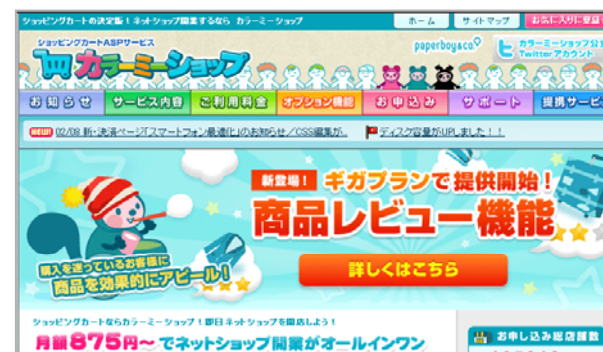 ショッピングカートの決定版！ネットショップ開業するなら カラーミーショップ
ホーム
サイトマップ
お気に入りに登録
ショッピングカートASPサービス
カラーミーショップ
paperboy&co.
カラーミーショップ公
Twitterアカウント
お知らせ
サービス内容
ご利用料金
オプション機能
お申込み
サポート
提携サービ
NEW! 02/08 新・決済ページ「スマートフォン最適化」のお知らせ／CSS編集が..
ディスク容量がUPしました！！
新登場！ ギガプランで提供開始！
商品レビュー機能
購入を迷っているお客様に
商品を効果的にアピール！
詳しくはこちら
ショッピングカートならカラーミーショップ！即日ネットショップを開店しよう！
月額875円～でネットショップ開業がオールインワン
お申し込み総店舗数